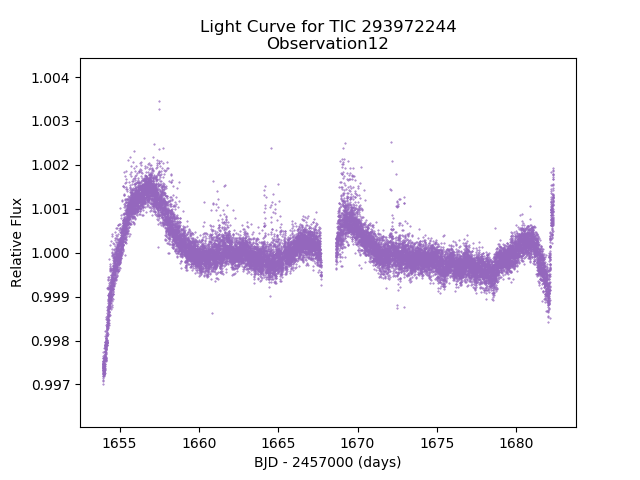 Light Curve for TIC 293972244
Observation12
1.004
1.003
1.002
1.001
1.000
0.999
0.998
0.997
Relative Flux
1655 1660 1665 1670 1675 1680
BJD - 2457000 (days)